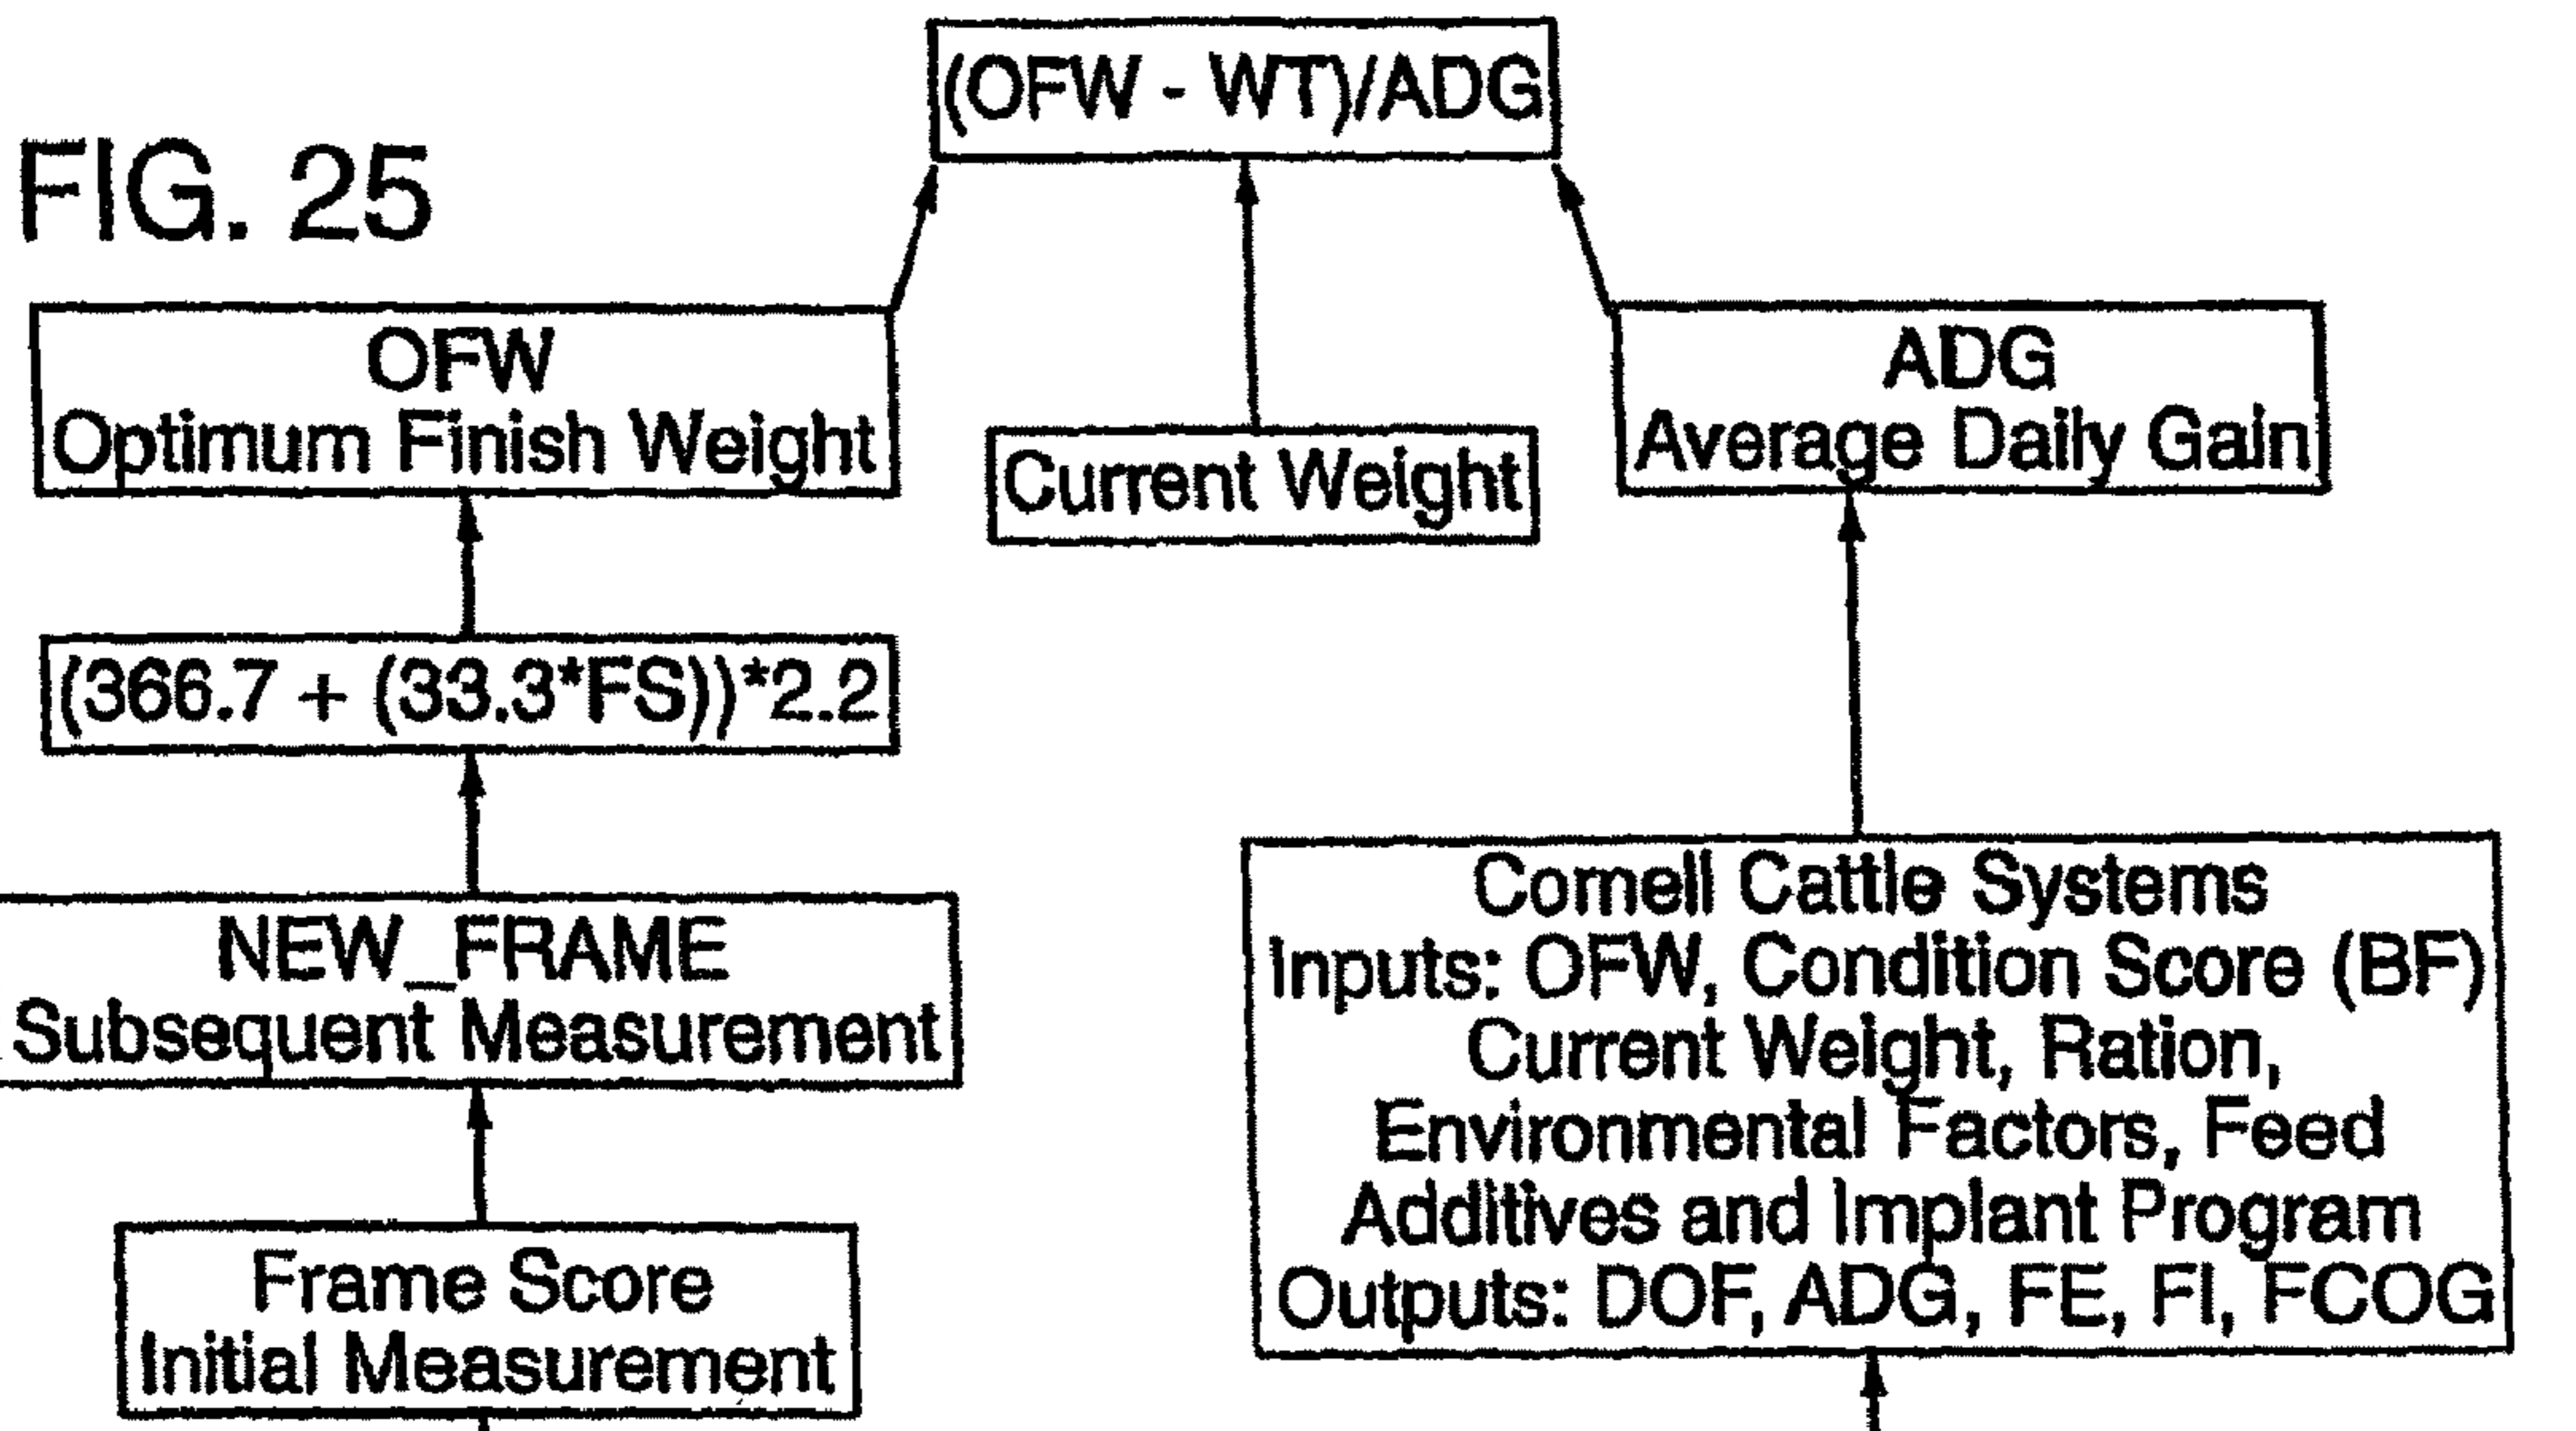 (OFW - WT)/ADG
FIG. 25
OFW
Optimum Finish Weight
Current Weight
ADG
Average Daily Gain
(366.7 + (33.3*FS))*2.2
NEW_FRAME
Subsequent Measurement
Cornell Cattle Systems
Inputs: OFW, Condition Score (BF)
Current Weight, Ration,
Environmental Factors, Feed
Additives and Implant Program
Outputs: DOF, ADG, FE, FI, FCOG
Frame Score
Initial Measurement